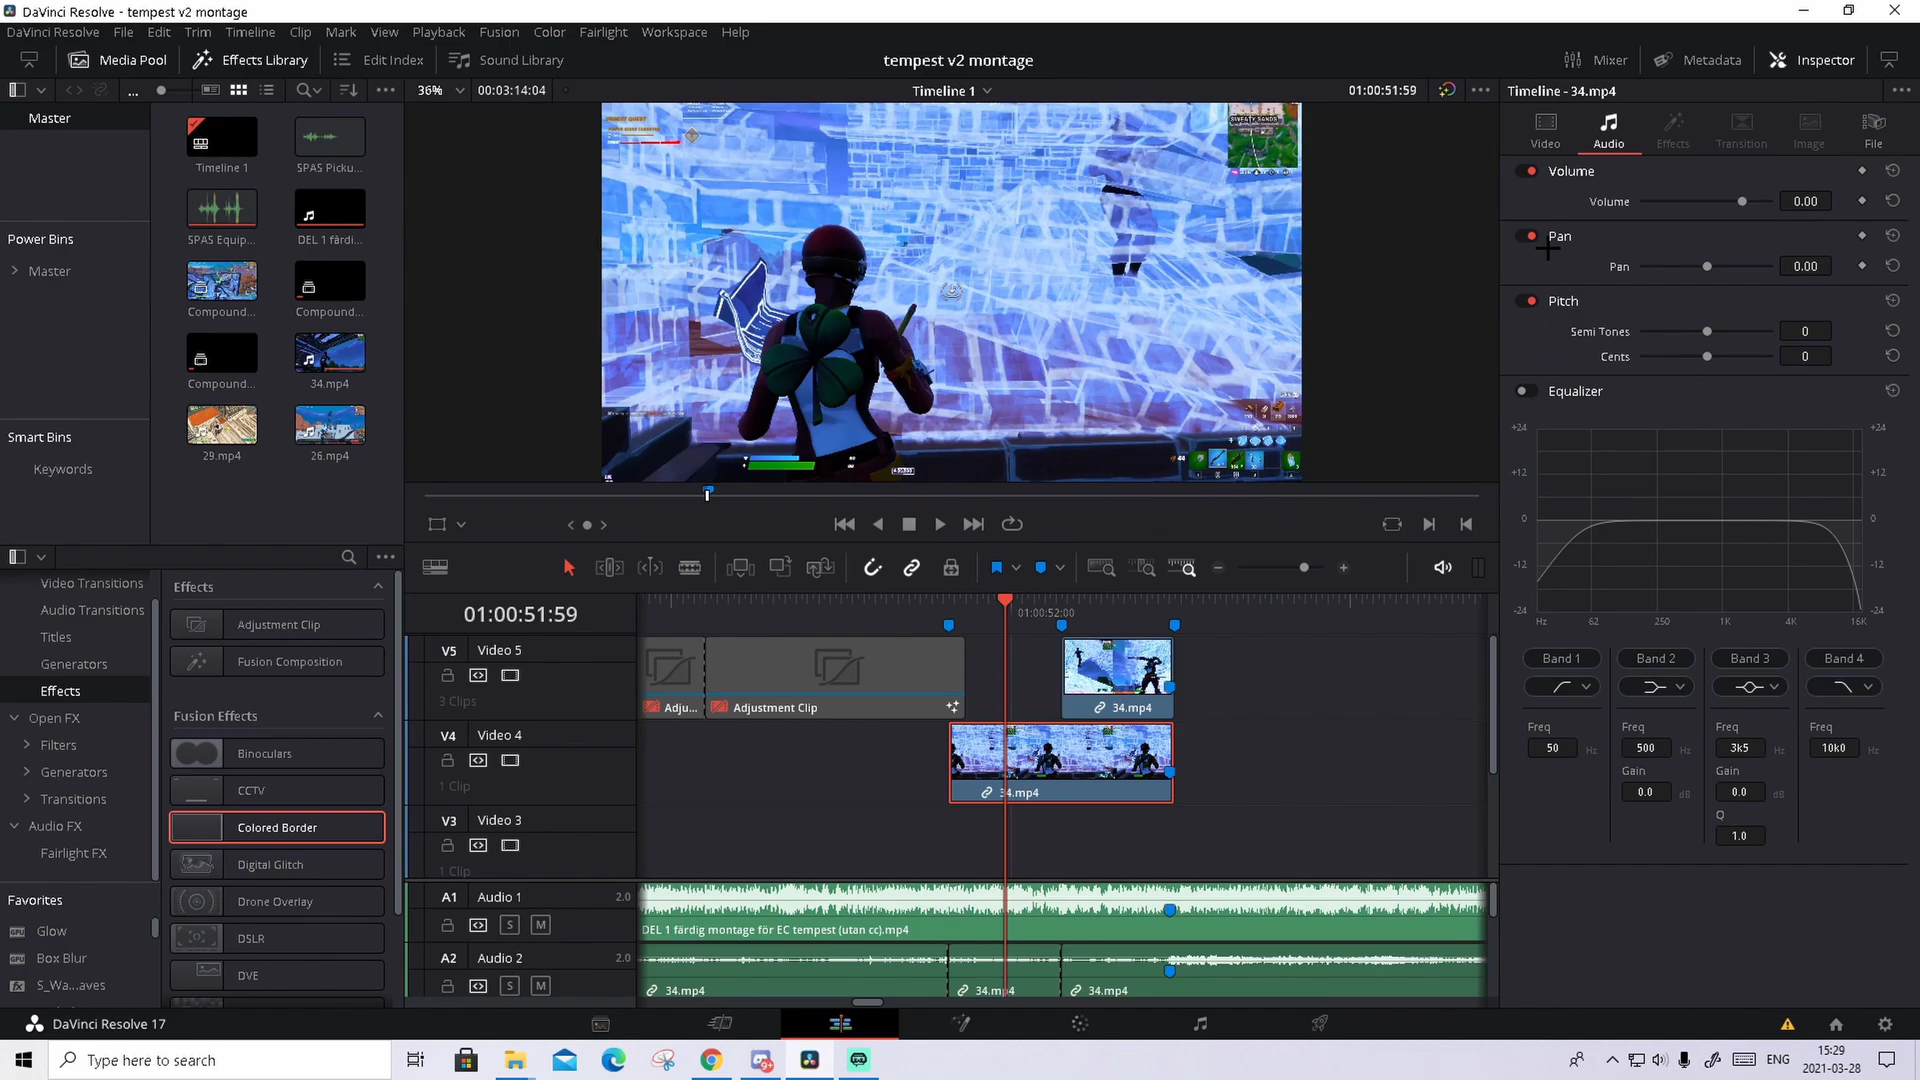 DaVinci Resolve - tempest v2 montage
DaVinci Resolve File Edit Trim Timeline Clip Mark View Playback Fusion Color Fairlight Workspace Help
Media Pool Effects Library Edit Index Sound Library tempest v2 montage Mixer Metadata Inspector
... 36% 00:03:14:04 Timeline 1 01:00:51:59 Timeline - 34.mp4
Master
Timeline 1 SPAS Picku...
SPAS Equip... DEL 1 färdi...
Power Bins
Master
Compound... Compound...
Compound... 34.mp4
29.mp4 26.mp4
Smart Bins
Keywords
SWEATY SANDS
44
Video Audio Effects Transition Image File
Volume
Volume 0.00
Pan
Pan 0.00
Pitch
Semi Tones 0
Cents 0
Equalizer
+24 +24
+12 +12
0 0
-12 -12
-24 -24
Hz 62 250 1K 4K 16K
Band 1 Band 2 Band 3 Band 4
Freq Freq Freq Freq
50 Hz 500 Hz 3k5 Hz 10k0 Hz
Gain Gain
0.0 dB 0.0 dB
Q
1.0
Video Transitions
Audio Transitions
Titles
Generators
Effects
Open FX
Filters
Generators
Transitions
Audio FX
Fairlight FX
Favorites
Glow
Box Blur
S_Wa...aves
Effects
Adjustment Clip
Fusion Composition
Fusion Effects
Binoculars
CCTV
Colored Border
Digital Glitch
Drone Overlay
DSLR
DVE
01:00:51:59 01:00:52:00
V5 Video 5
3 Clips
Adju... Adjustment Clip 34.mp4
V4 Video 4
1 Clip
34.mp4
V3 Video 3
1 Clip
A1 Audio 1 2.0
S M
DEL 1 färdig montage för EC tempest (utan cc).mp4
A2 Audio 2 2.0
S M
34.mp4 34.mp4 34.mp4
DaVinci Resolve 17
Type here to search
9+
ENG
15:29
2021-03-28